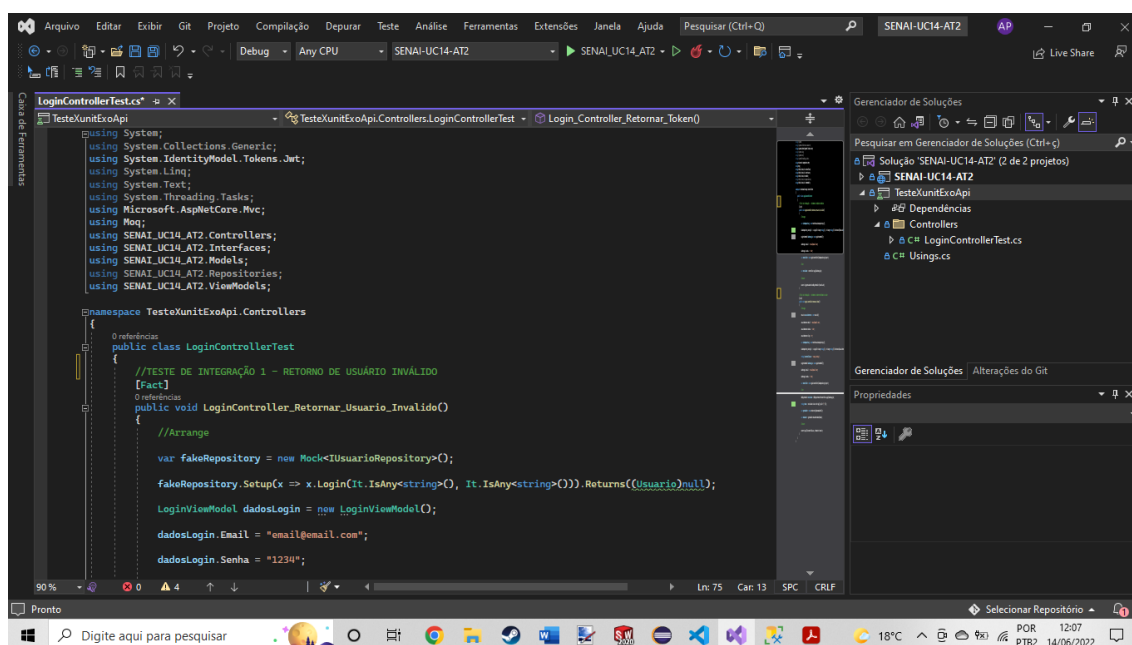 Arquivo Editar Exibir Git Projeto Compilação Depurar Teste Análise Ferramentas Extensões Janela Ajuda Pesquisar (Ctrl+Q) SENAI-UC14-AT2 AP
Debug Any CPU SENAI-UC14-AT2 SENAI_UC14_AT2 Live Share
Caixa de Ferramentas
LoginControllerTest.cs*
TesteXunitExoApi TesteXunitExoApi.Controllers.LoginControllerTest Login_Controller_Retornar_Token()
using System;
using System.Collections.Generic;
using System.IdentityModel.Tokens.Jwt;
using System.Linq;
using System.Text;
using System.Threading.Tasks;
using Microsoft.AspNetCore.Mvc;
using Moq;
using SENAI_UC14_AT2.Controllers;
using SENAI_UC14_AT2.Interfaces;
using SENAI_UC14_AT2.Models;
using SENAI_UC14_AT2.Repositories;
using SENAI_UC14_AT2.ViewModels;
namespace TesteXunitExoApi.Controllers
{
0 referências
public class LoginControllerTest
{
//TESTE DE INTEGRAÇÃO 1 - RETORNO DE USUÁRIO INVÁLIDO
[Fact]
0 referências
public void LoginController_Retornar_Usuario_Invalido()
{
//Arrange
var fakeRepository = new Mock<IUsuarioRepository>();
fakeRepository.Setup(x => x.Login(It.IsAny<string>(), It.IsAny<string>())).Returns((Usuario)null);
LoginViewModel dadosLogin = new LoginViewModel();
dadosLogin.Email = "email@email.com";
dadosLogin.Senha = "1234";
90 % 0 4 Ln: 75 Car: 13 SPC CRLF
Gerenciador de Soluções
Pesquisar em Gerenciador de Soluções (Ctrl+ç)
Solução 'SENAI-UC14-AT2' (2 de 2 projetos)
SENAI-UC14-AT2
TesteXunitExoApi
Dependências
Controllers
C# LoginControllerTest.cs
C# Usings.cs
Gerenciador de Soluções Alterações do Git
Propriedades
Pronto Selecionar Repositório 1
Digite aqui para pesquisar 18°C POR 12:07
PTB2 14/06/2022